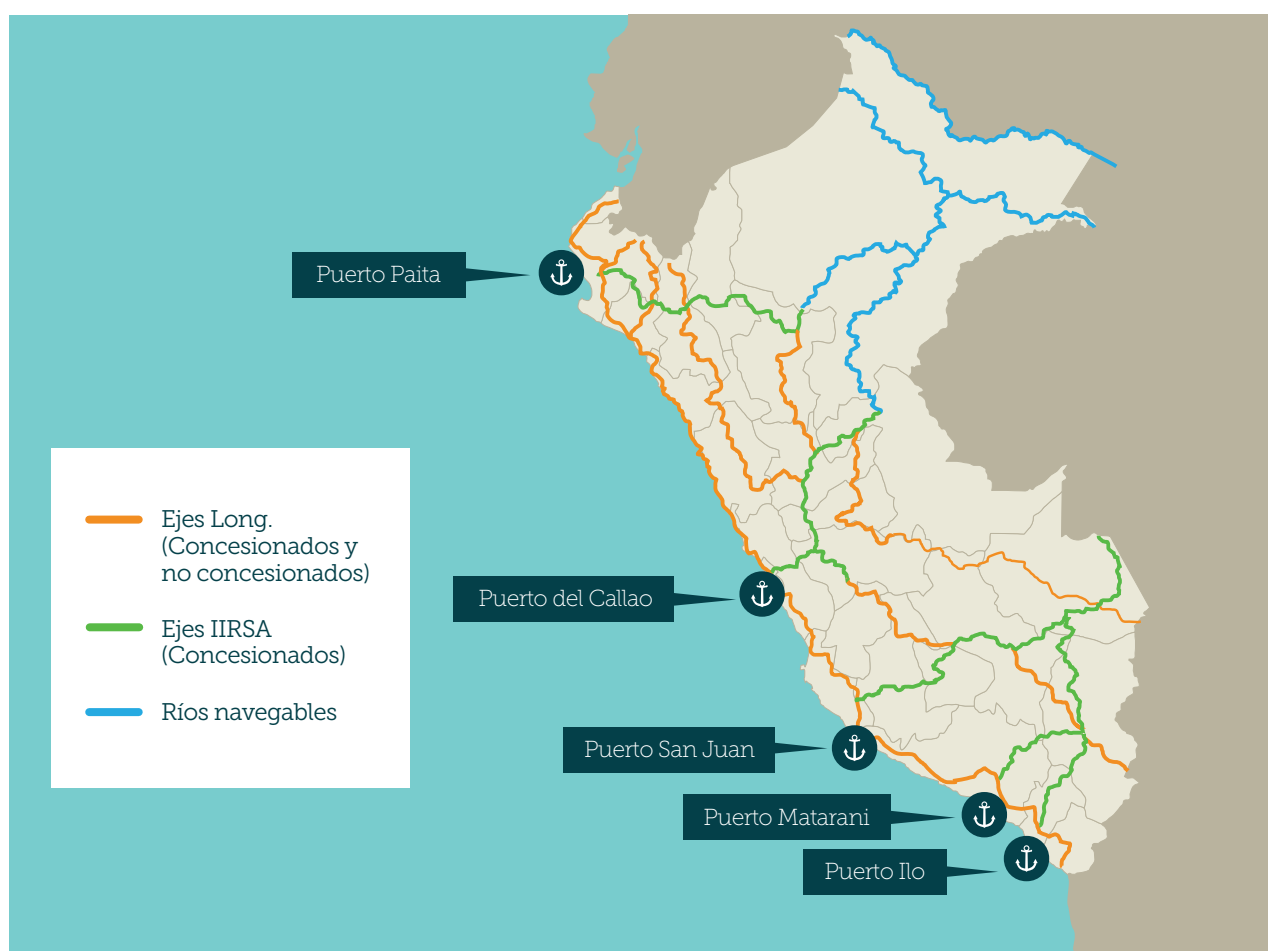 Puerto Paita
Ejes Long.
(Concesionados y
no concesionados)
Ejes IIRSA
(Concesionados)
Ríos navegables
Puerto del Callao
Puerto San Juan
Puerto Matarani
Puerto Ilo